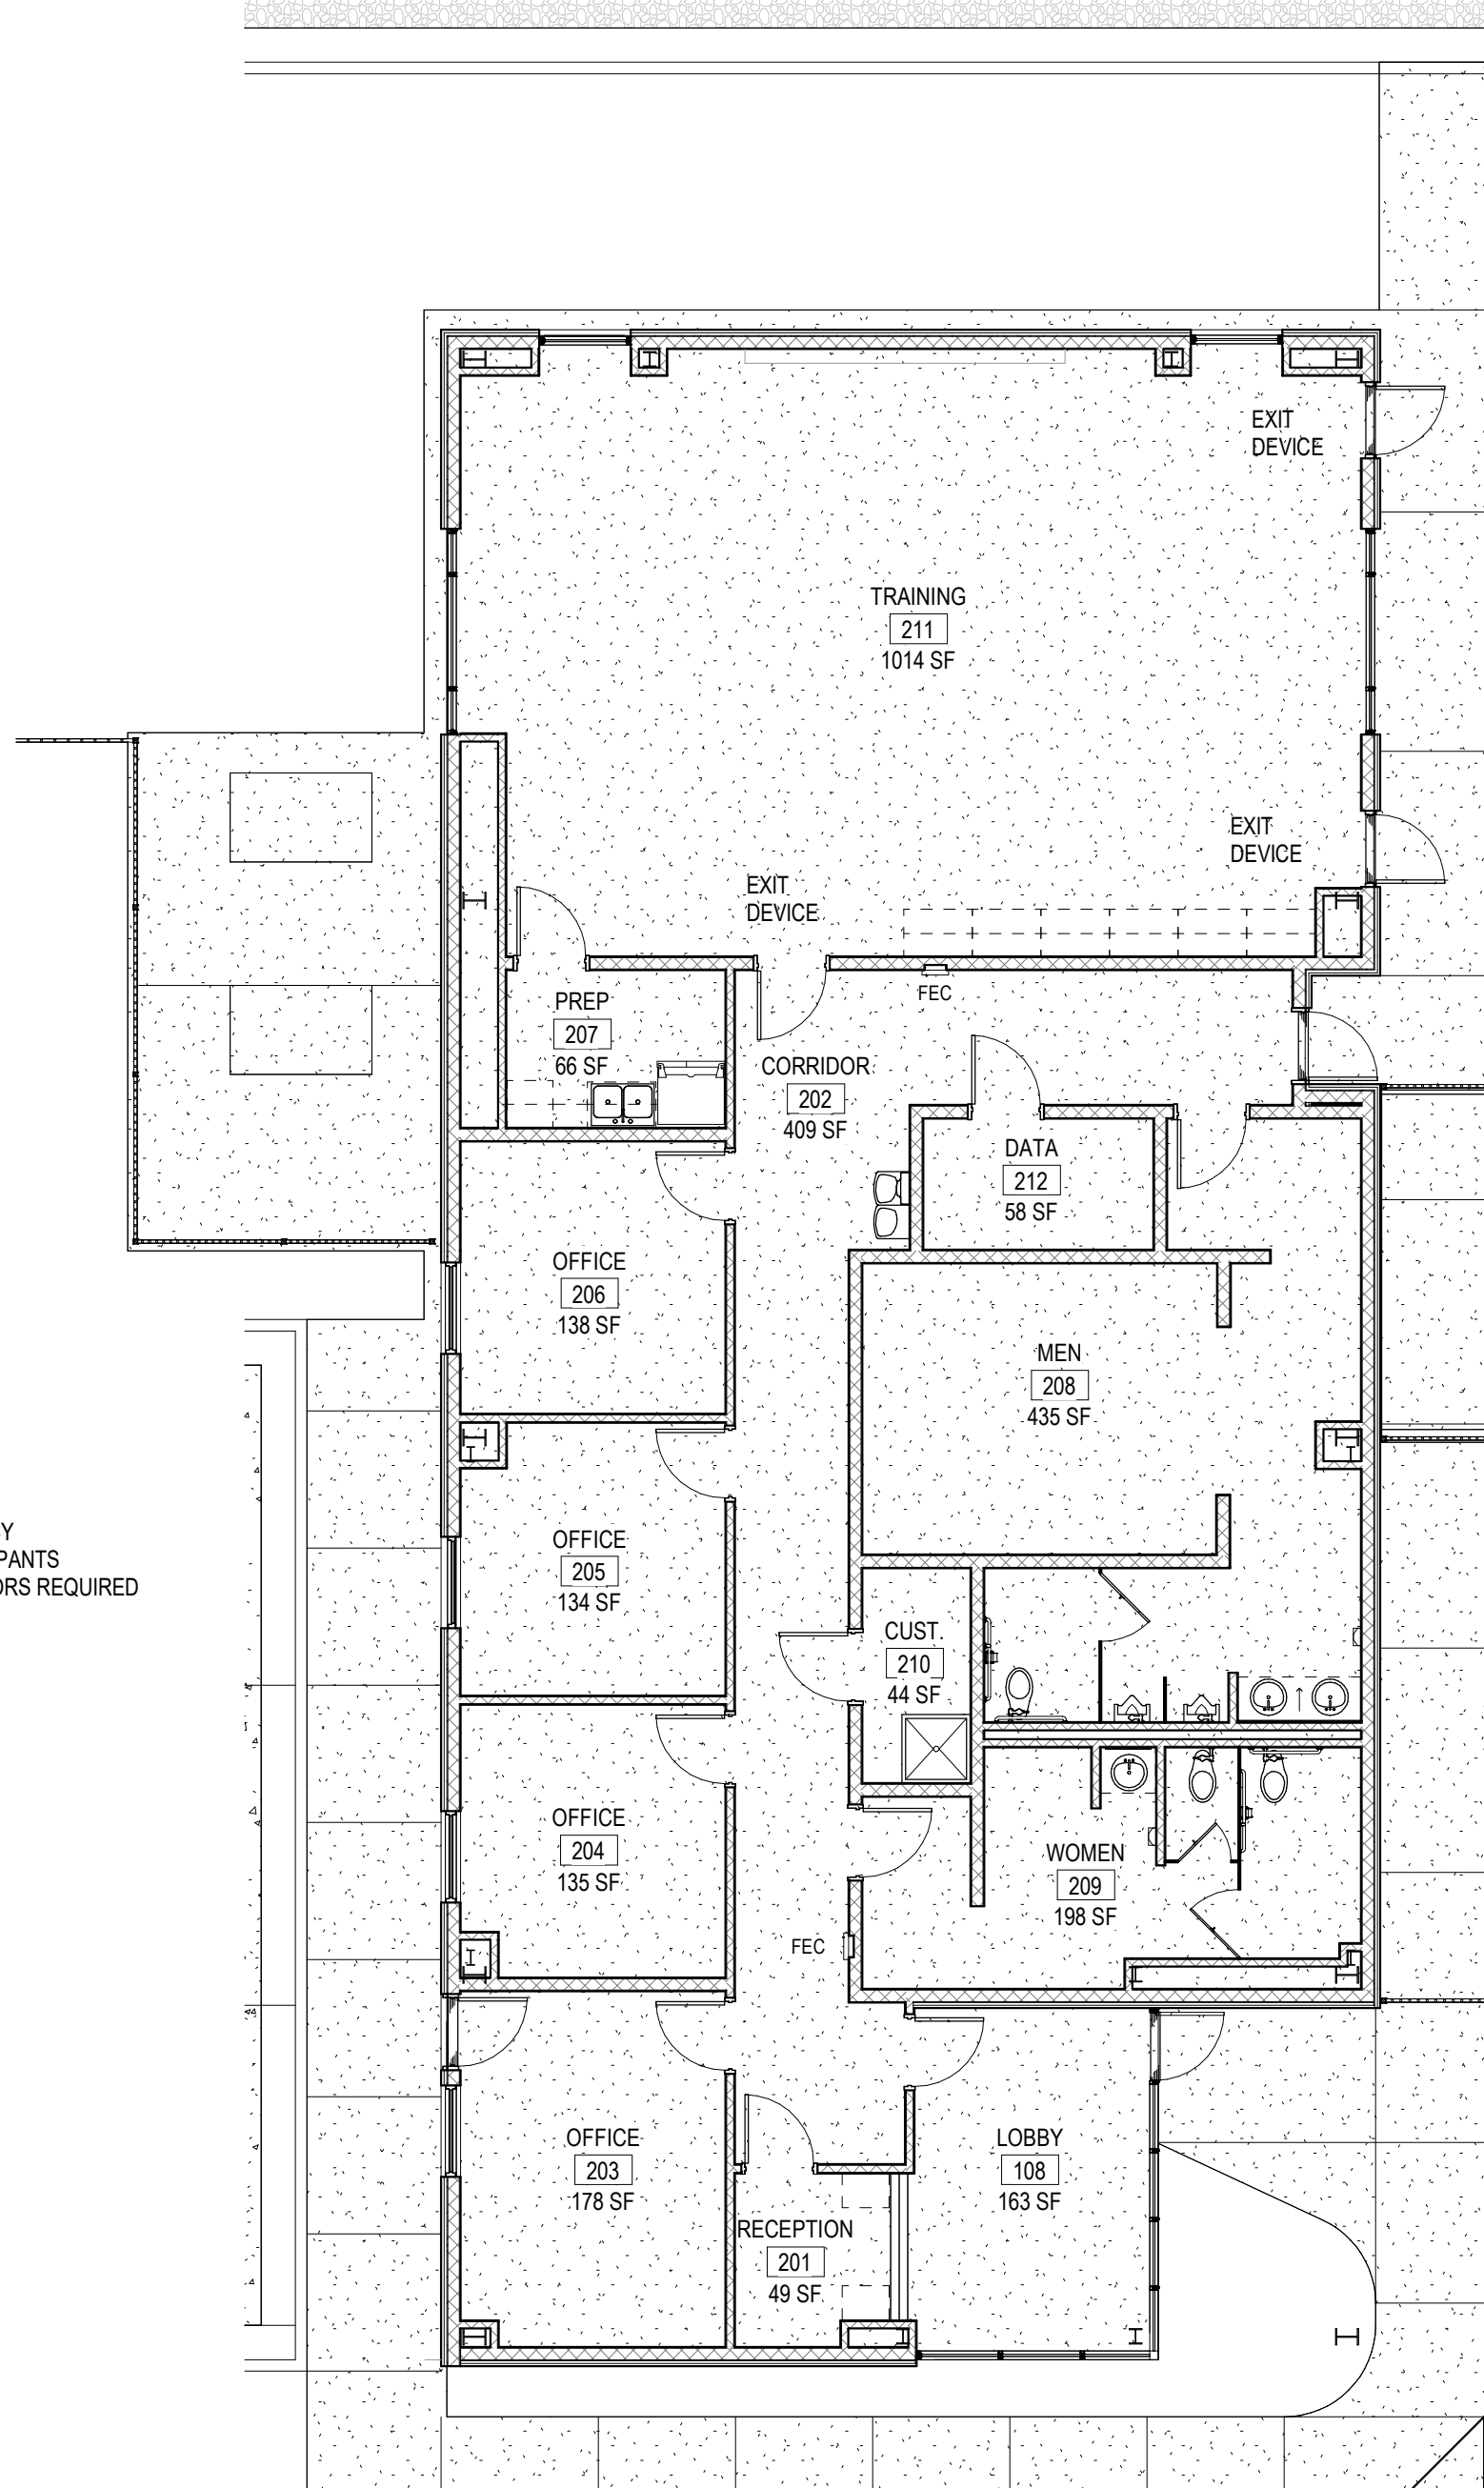 EXIT
DEVICE
TRAINING
211
1014 SF
EXIT
DEVICE
EXIT
DEVICE
FEC
PREP
207
66 SF
CORRIDOR
202
409 SF
DATA
212
58 SF
OFFICE
206
138 SF
MEN
208
435 SF
Y
PANTS
ORS REQUIRED
OFFICE
205
134 SF
CUST.
210
44 SF
OFFICE
204
135 SF
WOMEN
209
198 SF
FEC
OFFICE
203
178 SF
LOBBY
108
163 SF
RECEPTION
201
49 SF